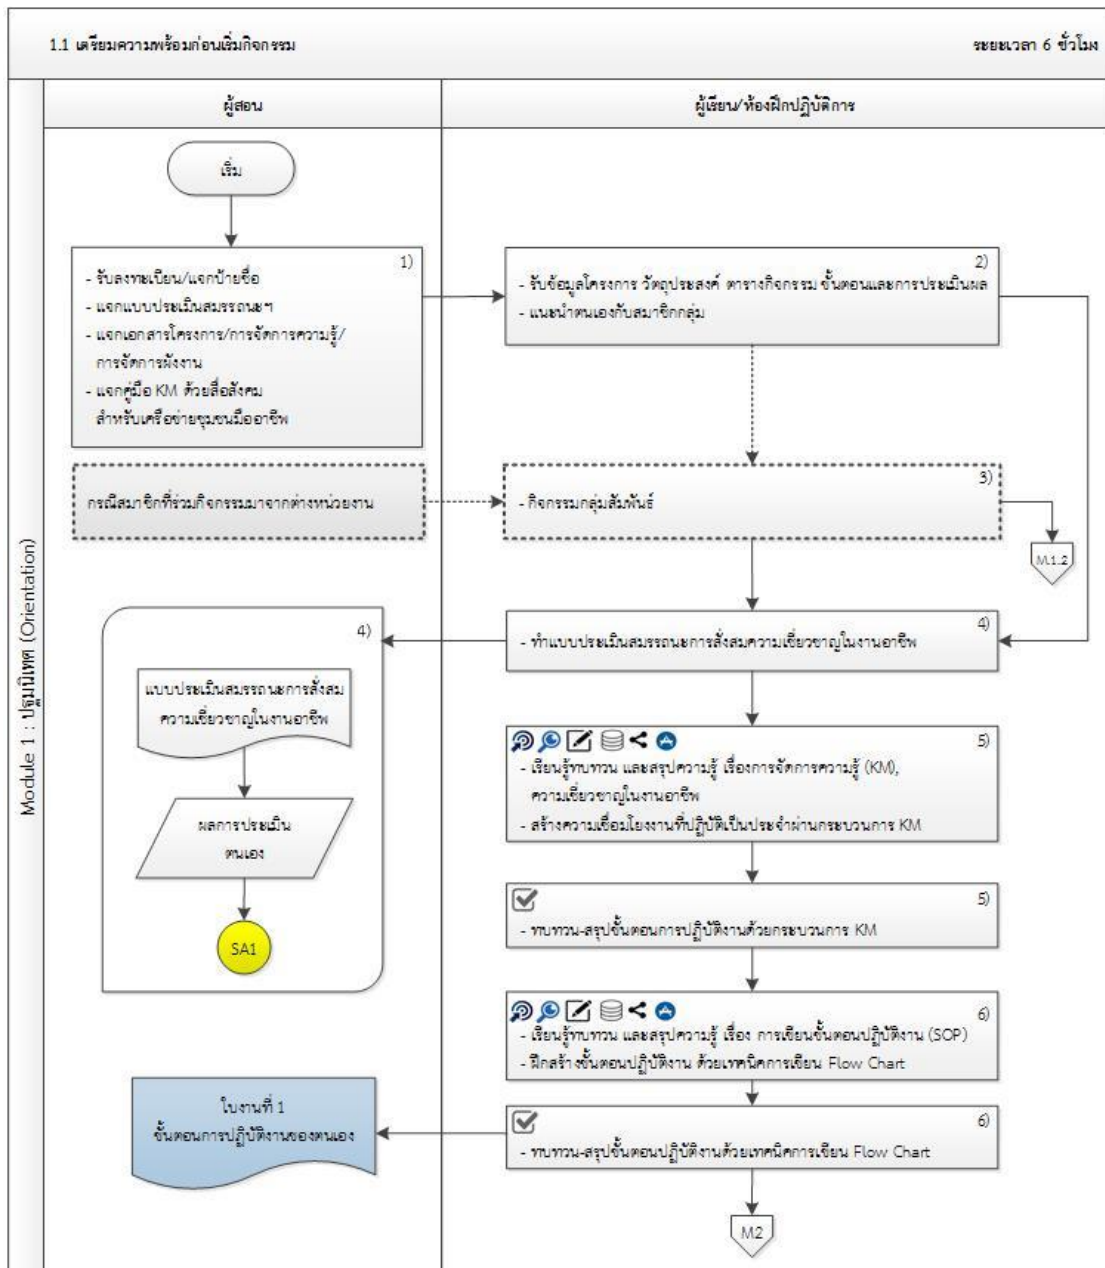 1.1 เตรียมความพร้อมก่อนเริ่มกิจกรรม
ระยะเวลา 6 ชั่วโมง
Module 1 : ปฐมนิเทศ (Orientation)
ผู้สอน
ผู้เรียน/ห้องฝึกปฏิบัติการ
เริ่ม
1)
- รับลงทะเบียน/แจกป้ายชื่อ
- แจกแบบประเมินสมรรถนะฯ
- แจกเอกสารโครงการ/การจัดการความรู้/
การจัดการผังงาน
- แจกคู่มือ KM ด้วยสื่อสังคม
สำหรับเครือข่ายชุมชนมืออาชีพ
2)
- รับข้อมูลโครงการ วัตถุประสงค์ ตารางกิจกรรม ขั้นตอนและการประเมินผล
- แนะนำตนเองกับสมาชิกกลุ่ม
กรณีสมาชิกที่ร่วมกิจกรรมมาจากต่างหน่วยงาน
3)
- กิจกรรมกลุ่มสัมพันธ์
M.1.2
4)
- ทำแบบประเมินสมรรถนะการสั่งสมความเชี่ยวชาญในงานอาชีพ
4)
แบบประเมินสมรรถนะการสั่งสม
ความเชี่ยวชาญในงานอาชีพ
ผลการประเมิน
ตนเอง
SA1
5)
- เรียนรู้ทบทวน และสรุปความรู้ เรื่องการจัดการความรู้ (KM),
ความเชี่ยวชาญในงานอาชีพ
- สร้างความเชื่อมโยงงานที่ปฏิบัติเป็นประจำผ่านกระบวนการ KM
5)
- ทบทวน-สรุปขั้นตอนการปฏิบัติงานด้วยกระบวนการ KM
6)
- เรียนรู้ทบทวน และสรุปความรู้ เรื่อง การเขียนขั้นตอนปฏิบัติงาน (SOP)
- ฝึกสร้างขั้นตอนปฏิบัติงาน ด้วยเทคนิคการเขียน Flow Chart
6)
- ทบทวน-สรุปขั้นตอนปฏิบัติงานด้วยเทคนิคการเขียน Flow Chart
ใบงานที่ 1
ขั้นตอนการปฏิบัติงานของตนเอง
M2